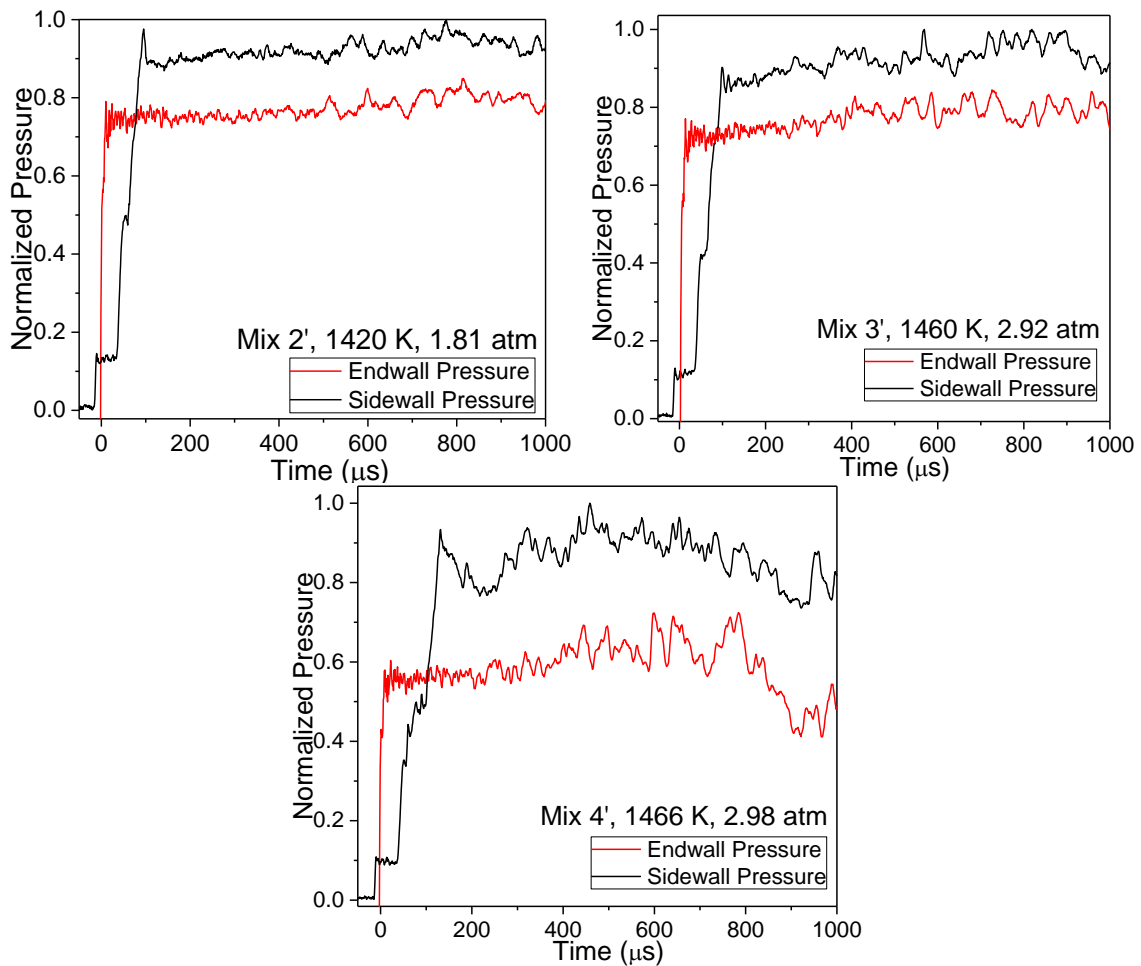 1.0
0.8
0.6
0.4
0.2
0.0
Normalized Pressure
Mix 2', 1420 K, 1.81 atm
Endwall Pressure
Sidewall Pressure
0 200 400 600 800 1000
Time (μs)
1.0
0.8
0.6
0.4
0.2
0.0
Normalized Pressure
Mix 3', 1460 K, 2.92 atm
Endwall Pressure
Sidewall Pressure
0 200 400 600 800 1000
Time (μs)
1.0
0.8
0.6
0.4
0.2
0.0
Normalized Pressure
Mix 4', 1466 K, 2.98 atm
Endwall Pressure
Sidewall Pressure
0 200 400 600 800 1000
Time (μs)